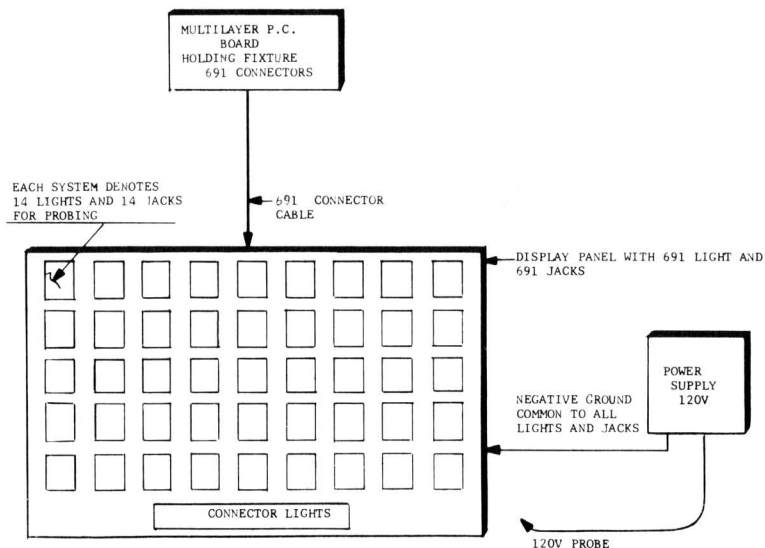 MULTILAYER P.C.
BOARD
HOLDING FIXTURE
691 CONNECTORS
EACH SYSTEM DENOTES
14 LIGHTS AND 14 JACKS
FOR PROBING
691 CONNECTOR
CABLE
DISPLAY PANEL WITH 691 LIGHT AND
691 JACKS
POWER
SUPPLY
120V
NEGATIVE GROUND
COMMON TO ALL
LIGHTS AND JACKS
CONNECTOR LIGHTS
120V PROBE